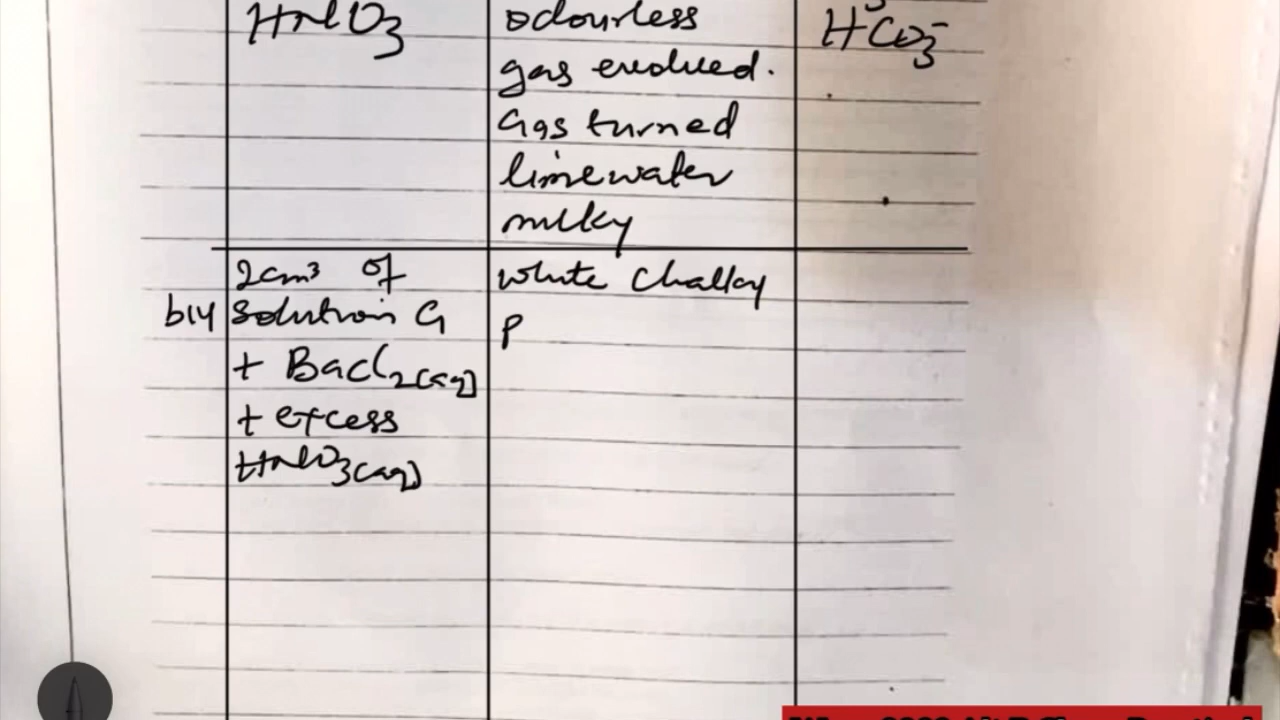 HNO3 odourless HCO3-
gas evolved.
Gas turned
limewater
milky
2cm³ of white chalky
b14 solution G P
+ BaCl2(aq)
+ excess
HNO3(aq)